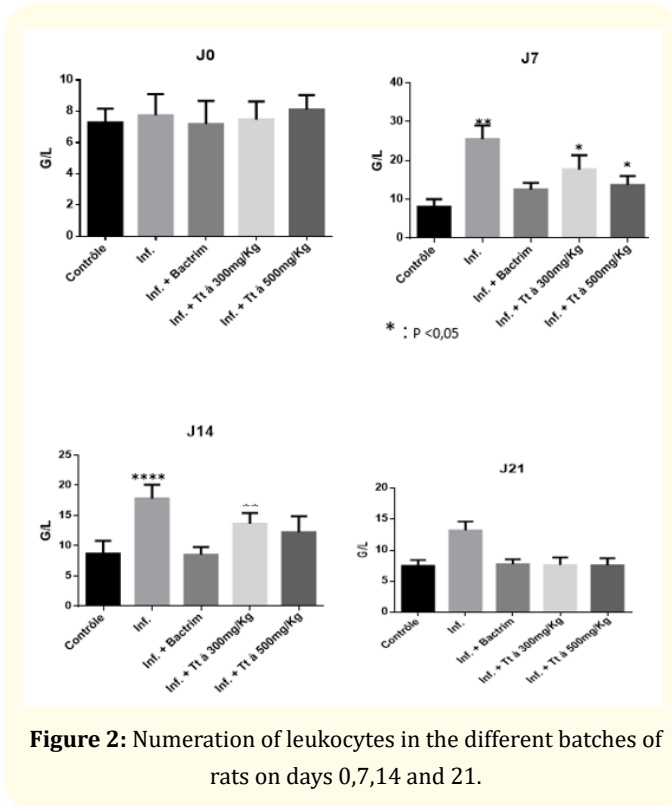 J0
10
8
6
4
2
0
G/L
Contrôle
Inf.
Inf. + Bactrim
Inf. + Tt à 300mg/Kg
Inf. + Tt à 500mg/Kg
J7
40
30
20
10
0
G/L
**
*
*
Contrôle
Inf.
Inf. + Bactrim
Inf. + Tt à 300mg/Kg
Inf. + Tt à 500mg/Kg
* : P <0,05
J14
25
20
15
10
5
0
G/L
****
Contrôle
Inf.
Inf. + Bactrim
Inf. + Tt à 300mg/Kg
Inf. + Tt à 500mg/Kg
J21
20
15
10
5
0
G/L
Contrôle
Inf.
Inf. + Bactrim
Inf. + Tt à 300mg/Kg
Inf. + Tt à 500mg/Kg
Figure 2: Numeration of leukocytes in the different batches of
rats on days 0,7,14 and 21.